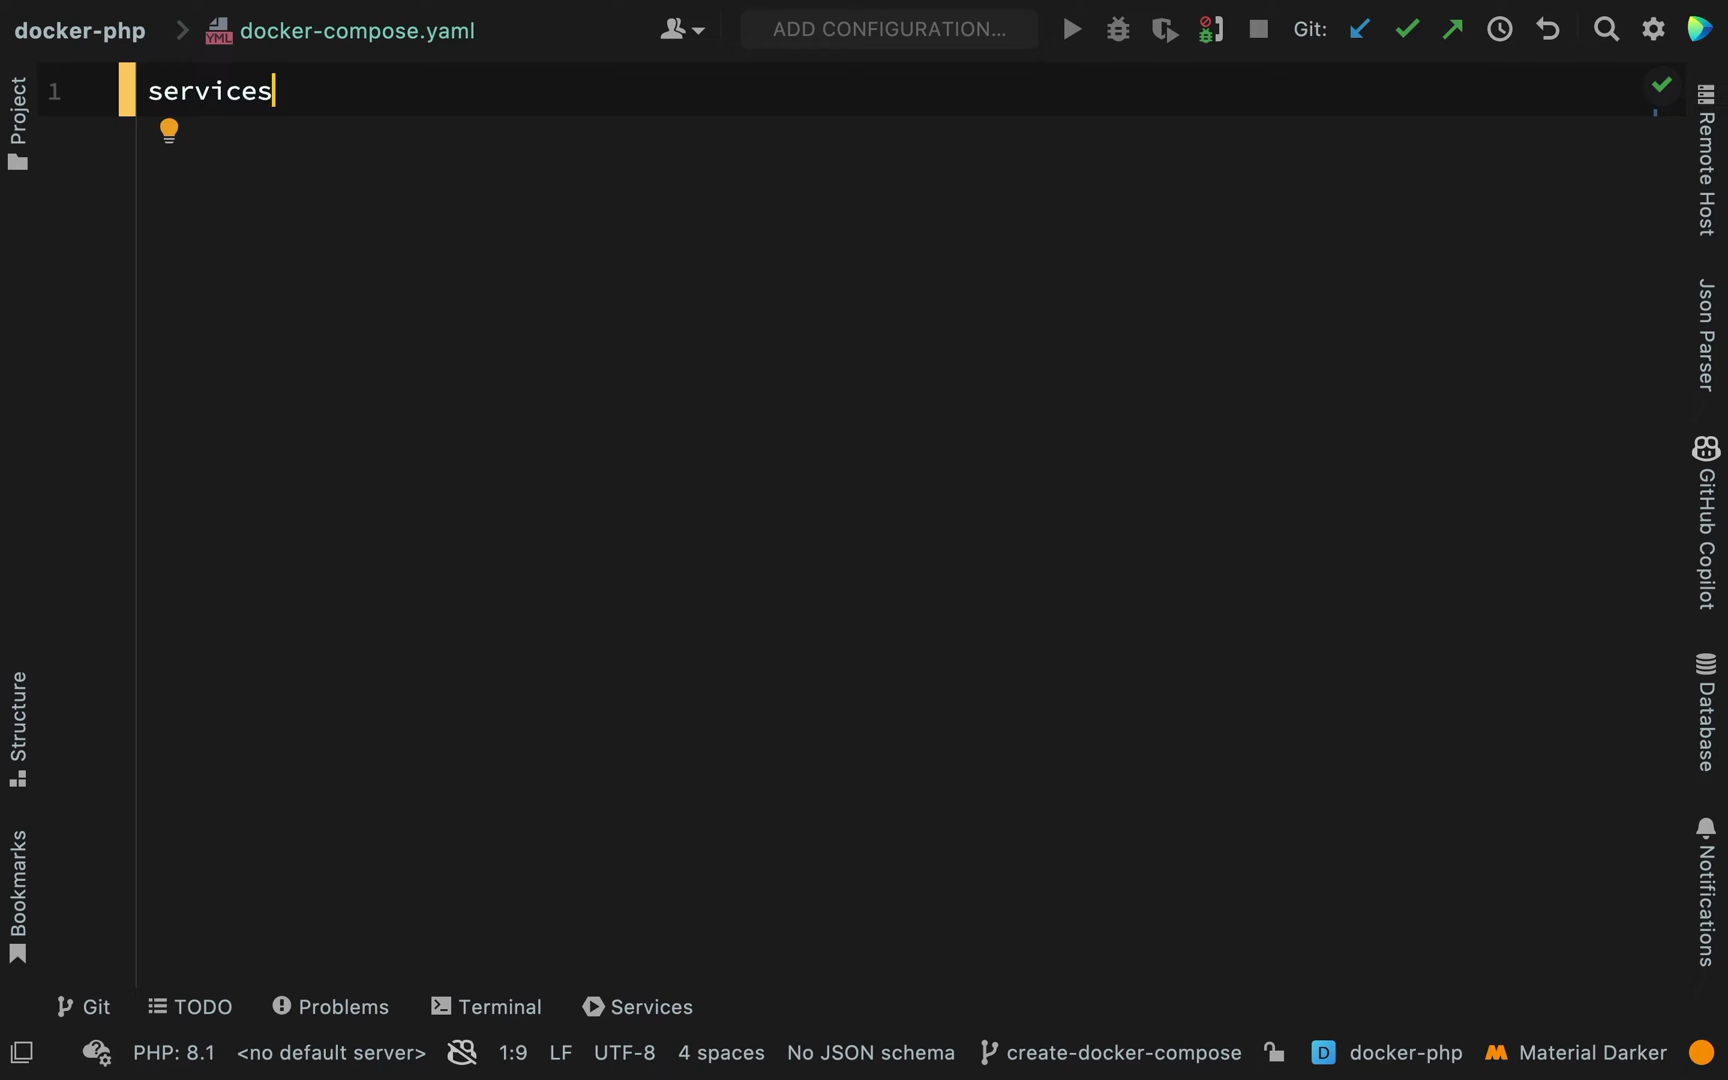 docker-php
YML
docker-compose.yaml
ADD CONFIGURATION...
Git:
1
services
Project
Structure
Bookmarks
Remote Host
Json Parser
GitHub Copilot
Database
Notifications
Git
TODO
Problems
Terminal
Services
PHP: 8.1
<no default server>
1:9
LF
UTF-8
4 spaces
No JSON schema
create-docker-compose
D
docker-php
Material Darker